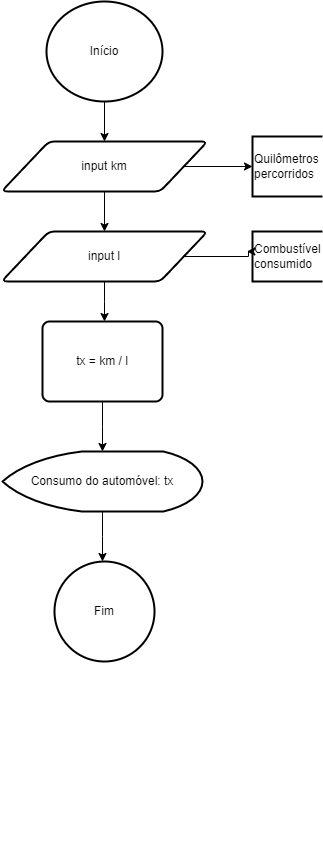 Início
input km
Quilômetros
percorridos
input l
Combustível
consumido
tx = km / l
Consumo do automóvel: tx
Fim